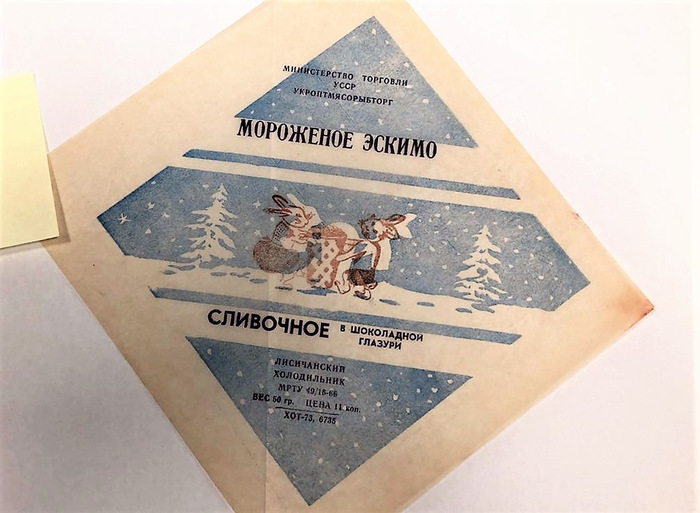 МИНИСТЕРСТВО ТОРГОВЛИ
УССР
УКРОПТМЯСОРЫБТОРГ
МОРОЖЕНОЕ ЭСКИМО
СЛИВОЧНОЕ В ШОКОЛАДНОЙ
ГЛАЗУРИ
ЛИСИЧАНСКИЙ
ХОЛОДИЛЬНИК
МРТУ 49/15-66
ВЕС 50 гр. ЦЕНА 11 коп.
ХОТ-73, 6735